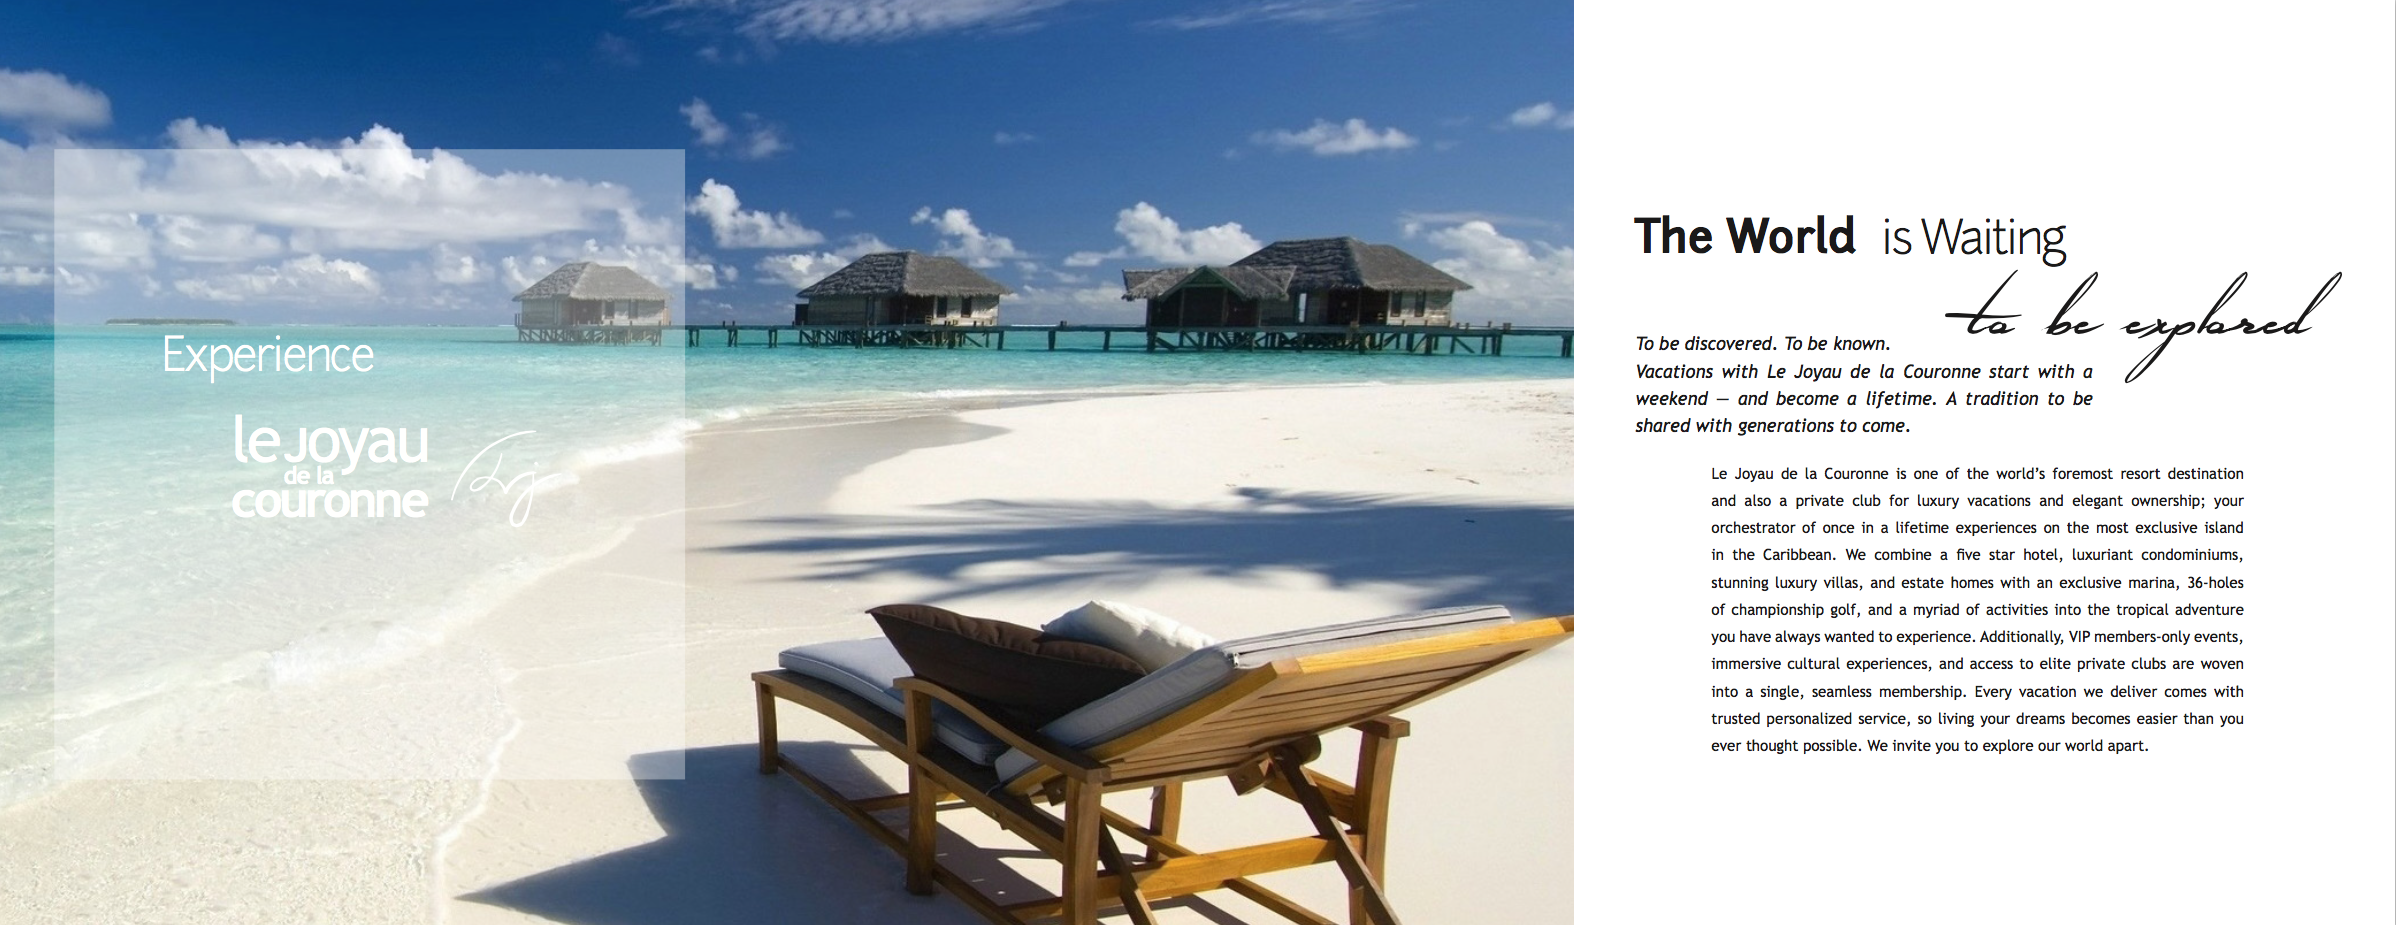 Experience
le joyau
de la
couronne
The World is Waiting
to be explored
To be discovered. To be known.
Vacations with Le Joyau de la Couronne start with a
weekend — and become a lifetime. A tradition to be
shared with generations to come.
Le Joyau de la Couronne is one of the world’s foremost resort destination
and also a private club for luxury vacations and elegant ownership; your
orchestrator of once in a lifetime experiences on the most exclusive island
in the Caribbean. We combine a five star hotel, luxuriant condominiums,
stunning luxury villas, and estate homes with an exclusive marina, 36-holes
of championship golf, and a myriad of activities into the tropical adventure
you have always wanted to experience. Additionally, VIP members-only events,
immersive cultural experiences, and access to elite private clubs are woven
into a single, seamless membership. Every vacation we deliver comes with
trusted personalized service, so living your dreams becomes easier than you
ever thought possible. We invite you to explore our world apart.